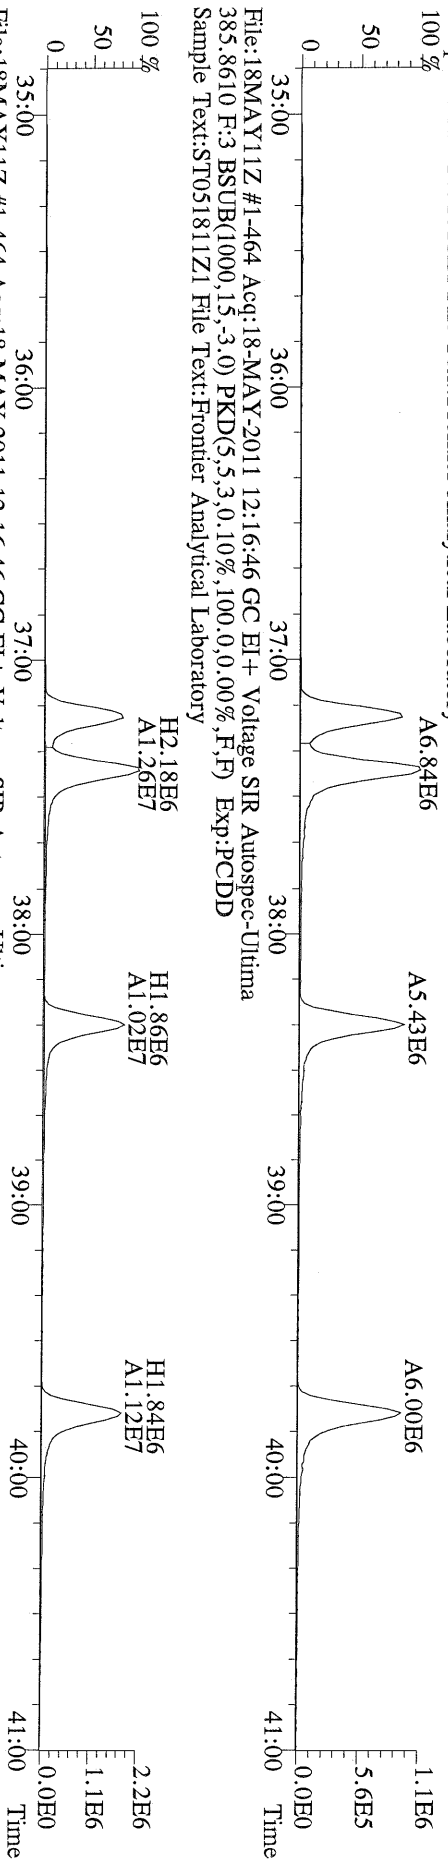 100 %
A6.84E6
A5.43E6
A6.00E6
1.1E6
50
5.6E5
0
0.0E0
35:00
36:00
37:00
38:00
39:00
40:00
41:00
Time
File:18MAY11Z #1-464 Acq:18-MAY-2011 12:16:46 GC EI+ Voltage SIR Autospec-Ultima
385.8610 F:3 BSUB(1000,15,-3.0) PKD(5,5,3,0.10%,100.0,0.00%,F,F) Exp:PCDD
Sample Text:ST051811Z1 File Text:Frontier Analytical Laboratory
100 %
H2.18E6
A1.26E7
H1.86E6
A1.02E7
H1.84E6
A1.12E7
2.2E6
50
1.1E6
0
0.0E0
35:00
36:00
37:00
38:00
39:00
40:00
41:00
Time